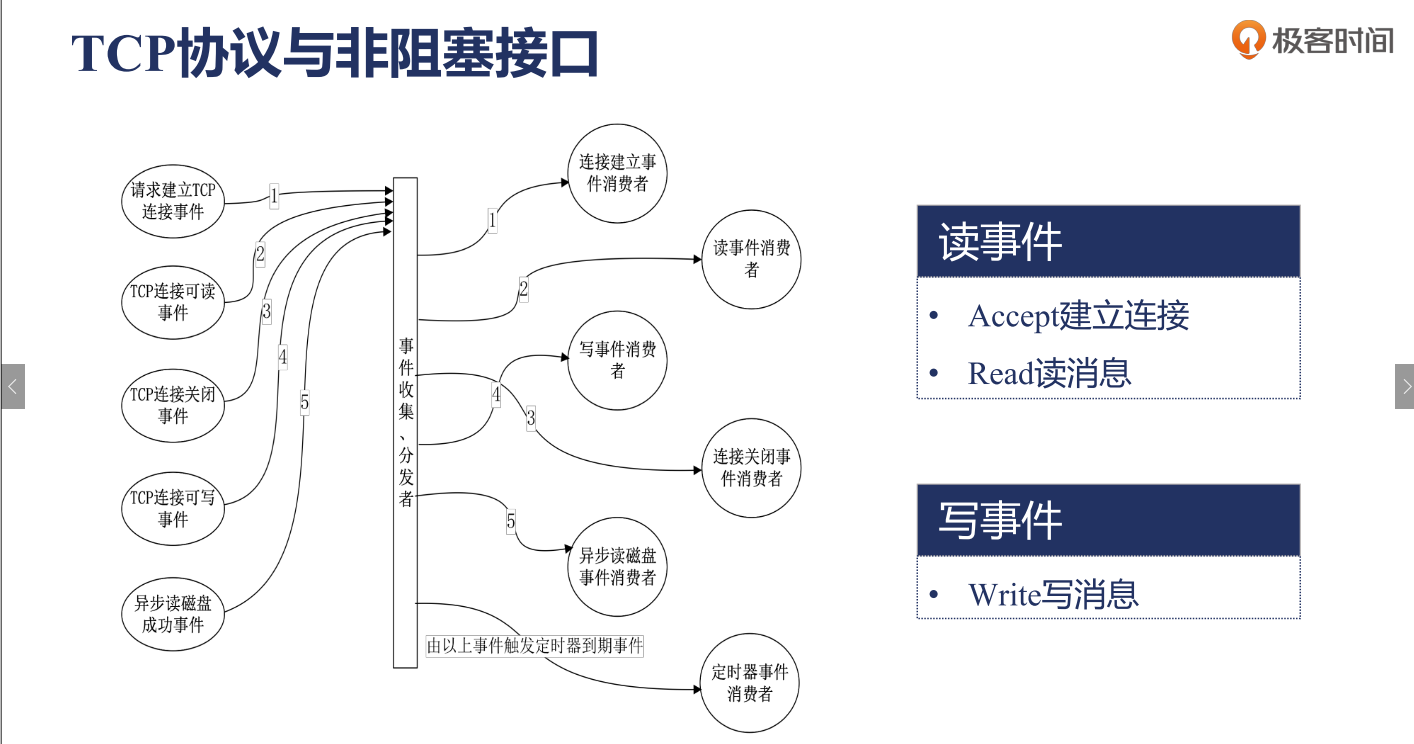 TCP协议与非阻塞接口
极客时间
请求建立TCP
连接事件
TCP连接可读
事件
TCP连接关闭
事件
TCP连接可写
事件
异步读磁盘
成功事件
1
2
3
4
5
事
件
收
集
、
分
发
者
1
2
4
3
5
由以上事件触发定时器到期事件
连接建立事
件消费者
读事件消费
者
写事件消费
者
连接关闭事
件消费者
异步读磁盘
事件消费者
定时器事件
消费者
读事件
• Accept建立连接
• Read读消息
写事件
• Write写消息